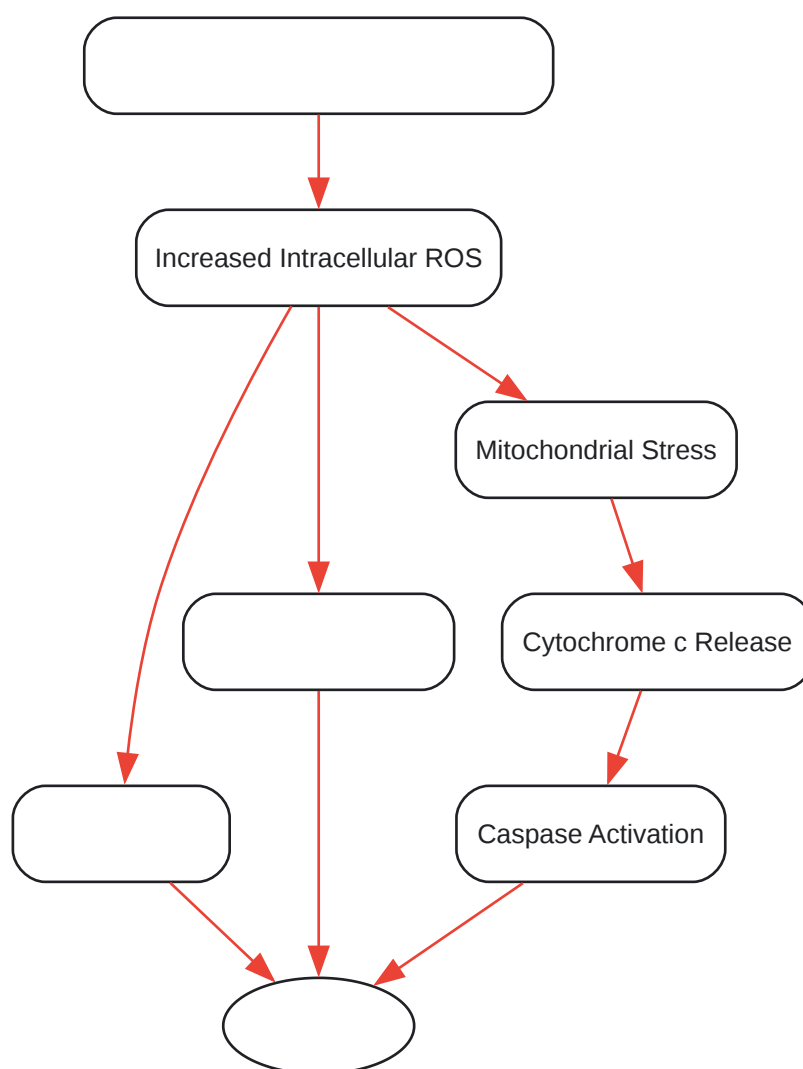 Increased Intracellular ROS
Mitochondrial Stress
Cytochrome c Release
Caspase Activation